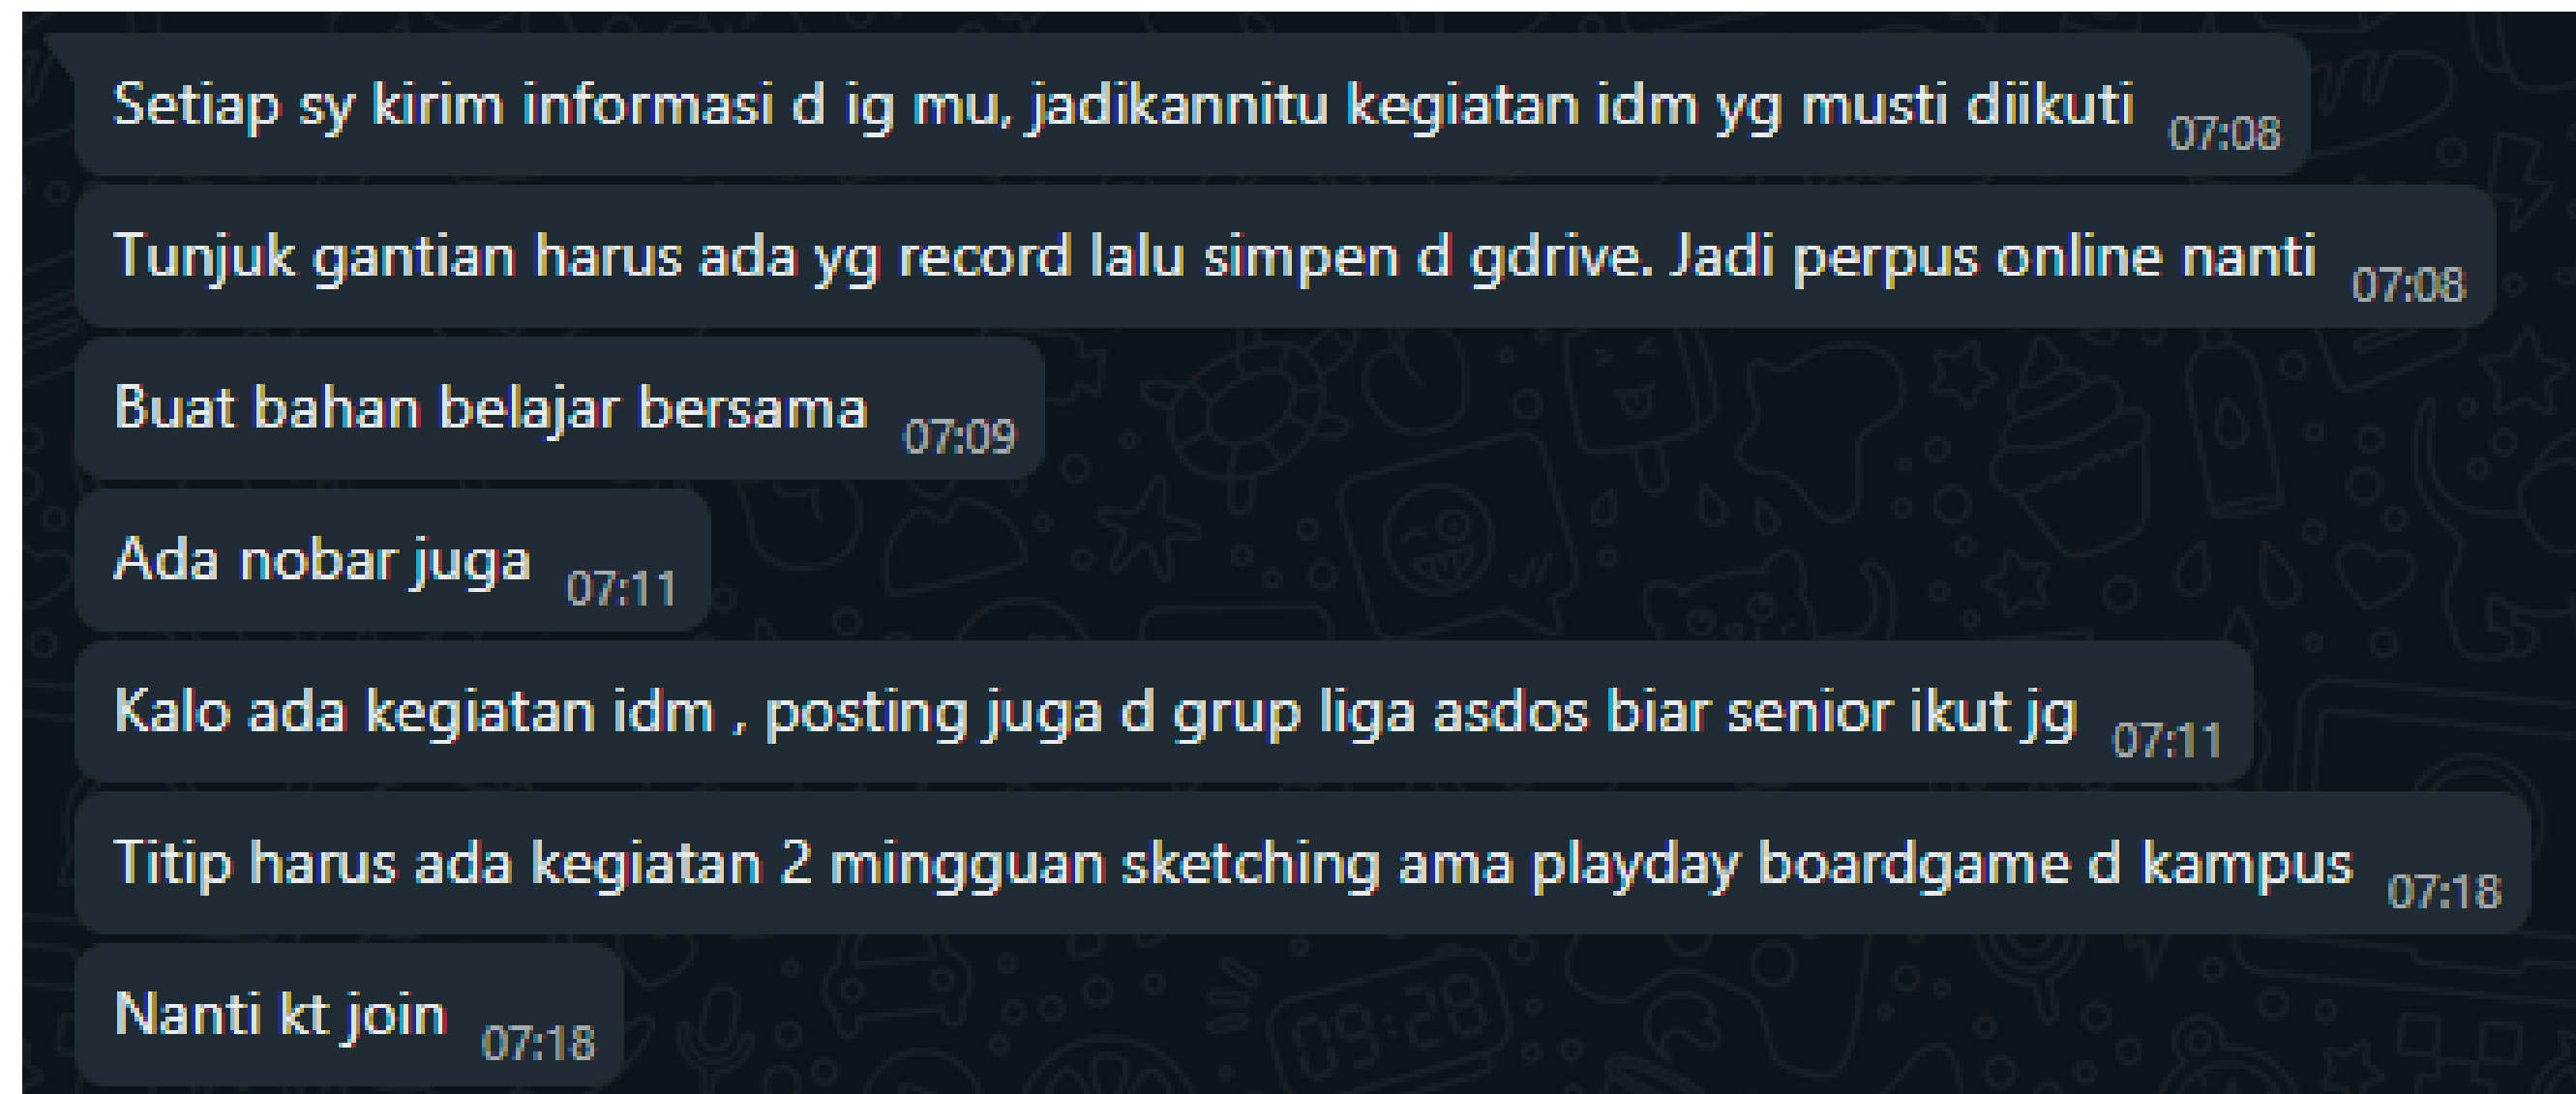 Setiap sy kirim informasi d ig mu, jadikannitu kegiatan idm yg musti diikuti 07:08
Tunjuk gantian harus ada yg record lalu simpen d gdrive. Jadi perpus online nanti 07:08
Buat bahan belajar bersama 07:09
Ada nobar juga 07:11
Kalo ada kegiatan idm , posting juga d grup liga asdos biar senior ikut jg 07:11
Titip harus ada kegiatan 2 mingguan sketching ama playday boardgame d kampus 07:18
Nanti kt join 07:18